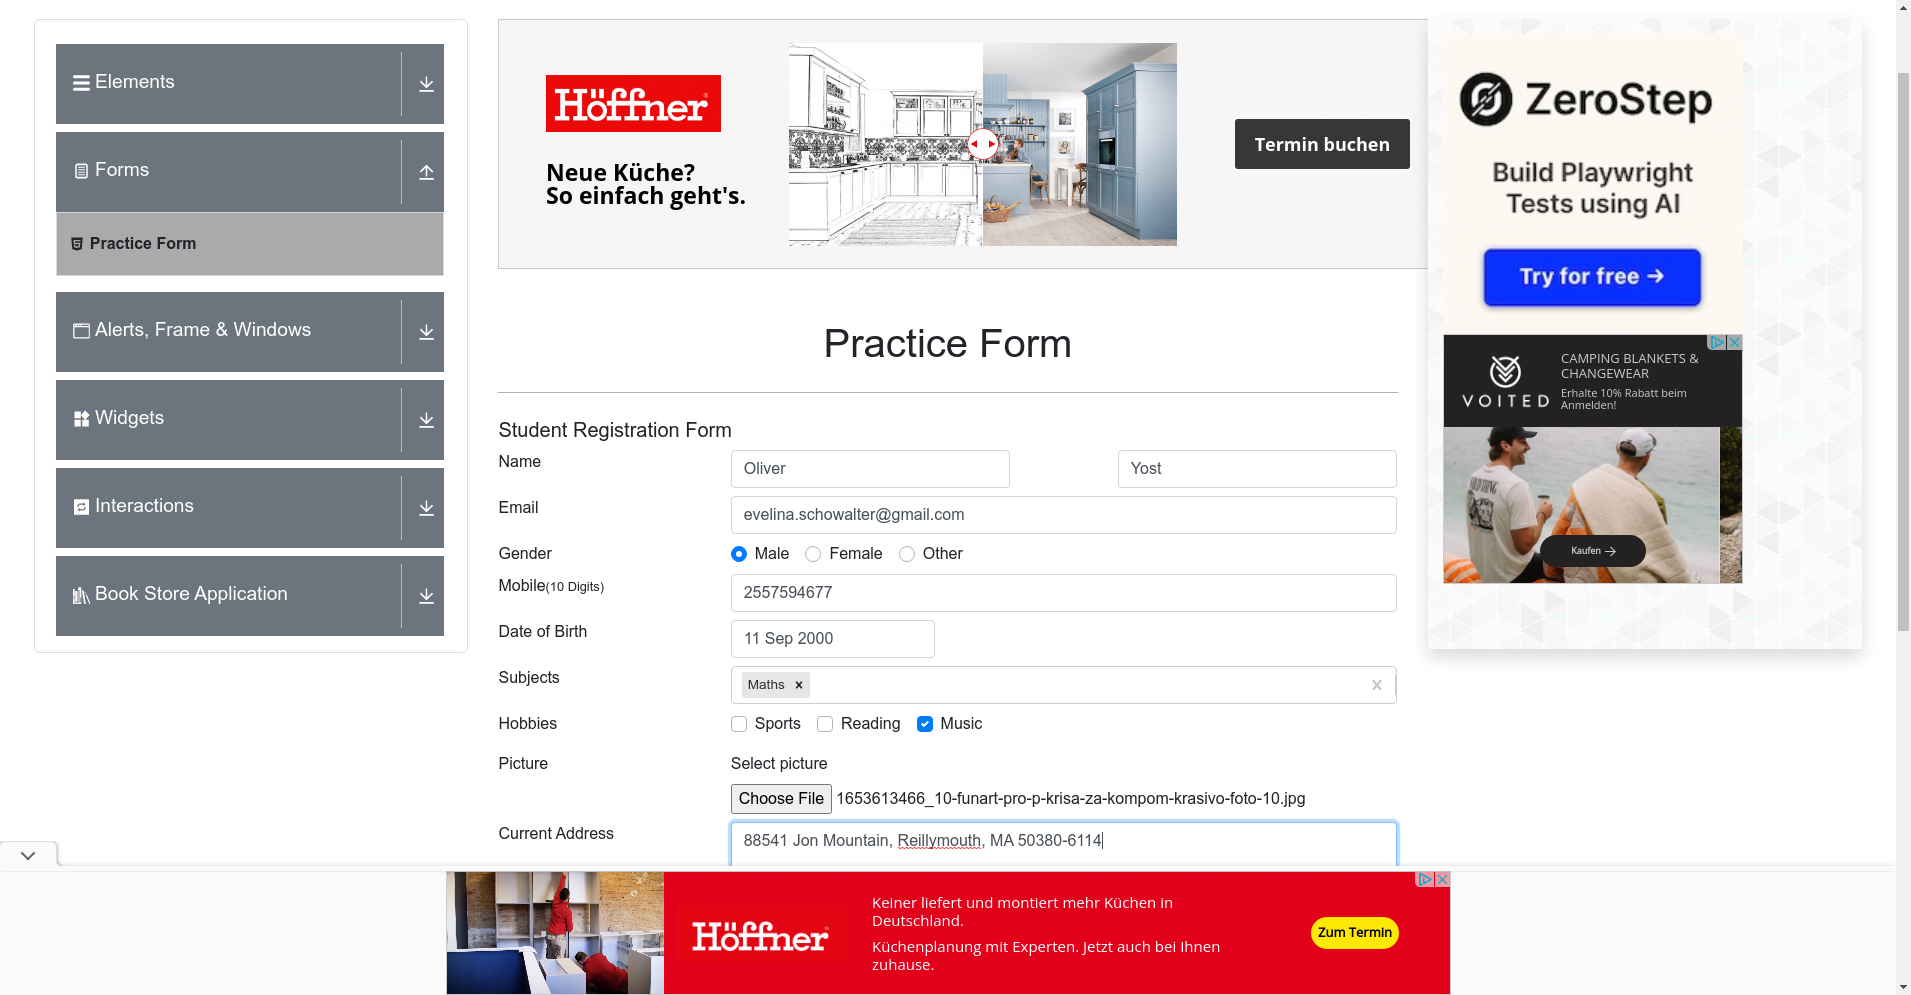 Elements
Forms
Practice Form
Alerts, Frame & Windows
Widgets
Interactions
Book Store Application
Höffner
Neue Küche?
So einfach geht's.
Termin buchen
Practice Form
Student Registration Form
Name
Oliver
Yost
Email
evelina.schowalter@gmail.com
Gender
Male
Female
Other
Mobile(10 Digits)
2557594677
Date of Birth
11 Sep 2000
Subjects
Maths
Hobbies
Sports
Reading
Music
Picture
Select picture
Choose File 1653613466_10-funart-pro-p-krisa-za-kompom-krasivo-foto-10.jpg
Current Address
88541 Jon Mountain, Reillymouth, MA 50380-6114
ZeroStep
Build Playwright
Tests using AI
Try for free →
VOITED
CAMPING BLANKETS &
CHANGEWEAR
Erhalte 10% Rabatt beim
Anmelden!
Kaufen →
Höffner
Keiner liefert und montiert mehr Küchen in
Deutschland.
Küchenplanung mit Experten. Jetzt auch bei Ihnen
zuhause.
Zum Termin